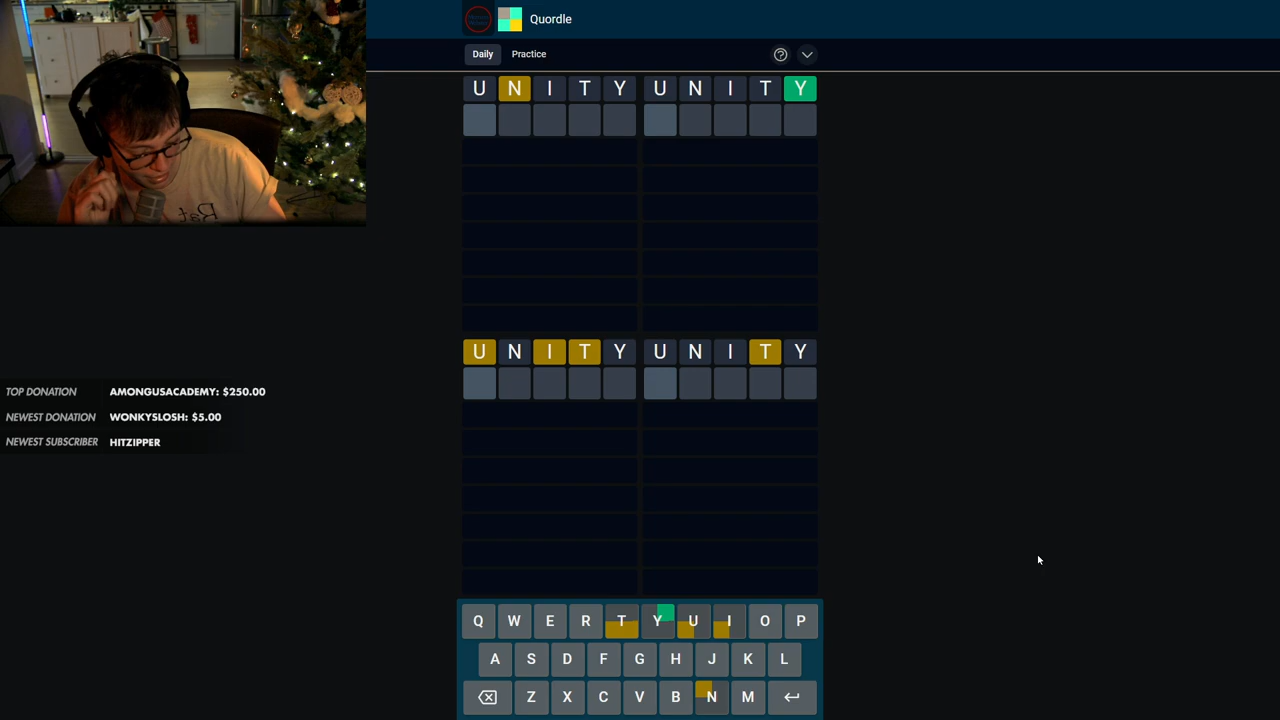 Quordle
Daily Practice
U N I T Y U N I T Y
U N I T Y U N I T Y
TOP DONATION AMONGUSACADEMY: $250.00
NEWEST DONATION WONKYSLOSH: $5.00
NEWEST SUBSCRIBER HITZIPPER
Q W E R T Y U I O P
A S D F G H J K L
Z X C V B N M